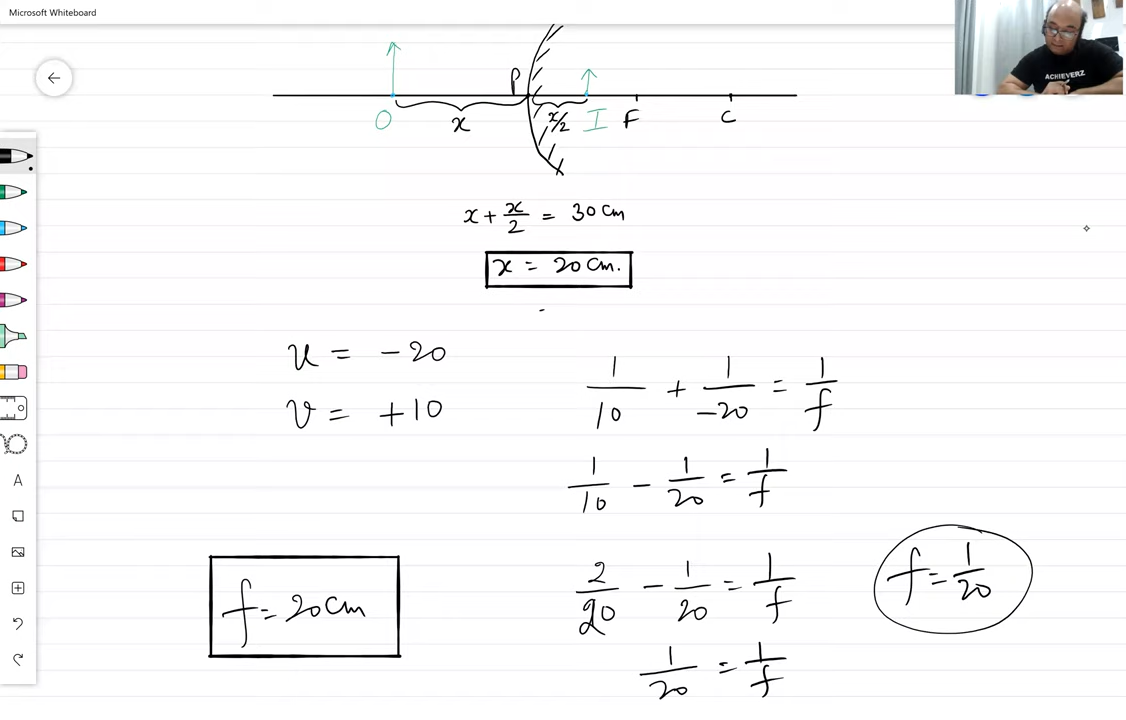 Microsoft Whiteboard
ACHIEVERZ
P
O x x/2 I F C
x + x/2 = 30 cm
x = 20 cm.
u = - 20
v = + 10
1/10 + 1/-20 = 1/f
1/10 - 1/20 = 1/f
2/20 - 1/20 = 1/f
f = 1/20
f = 20 cm
1/20 = 1/f
A